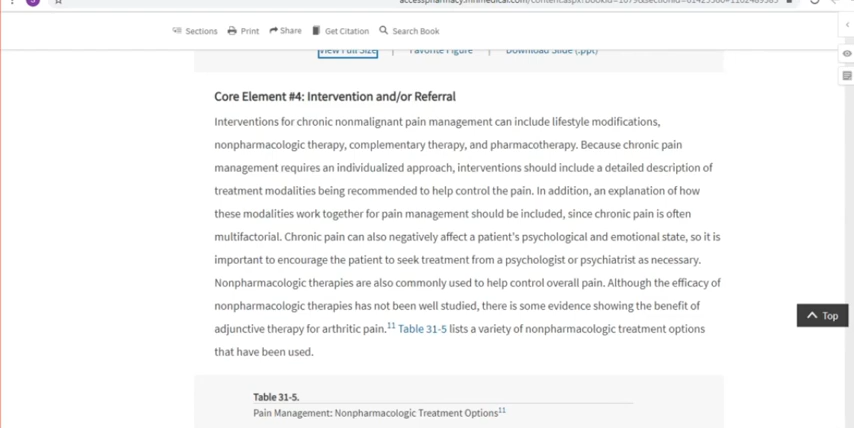 Sections Print Share Get Citation Search Book
View Full Size | Favorite Figure | Download Slide (.ppt)
Core Element #4: Intervention and/or Referral
Interventions for chronic nonmalignant pain management can include lifestyle modifications,
nonpharmacologic therapy, complementary therapy, and pharmacotherapy. Because chronic pain
management requires an individualized approach, interventions should include a detailed description of
treatment modalities being recommended to help control the pain. In addition, an explanation of how
these modalities work together for pain management should be included, since chronic pain is often
multifactorial. Chronic pain can also negatively affect a patient's psychological and emotional state, so it is
important to encourage the patient to seek treatment from a psychologist or psychiatrist as necessary.
Nonpharmacologic therapies are also commonly used to help control overall pain. Although the efficacy of
nonpharmacologic therapies has not been well studied, there is some evidence showing the benefit of
adjunctive therapy for arthritic pain.11 Table 31-5 lists a variety of nonpharmacologic treatment options
that have been used.
Top
Table 31-5.
Pain Management: Nonpharmacologic Treatment Options11